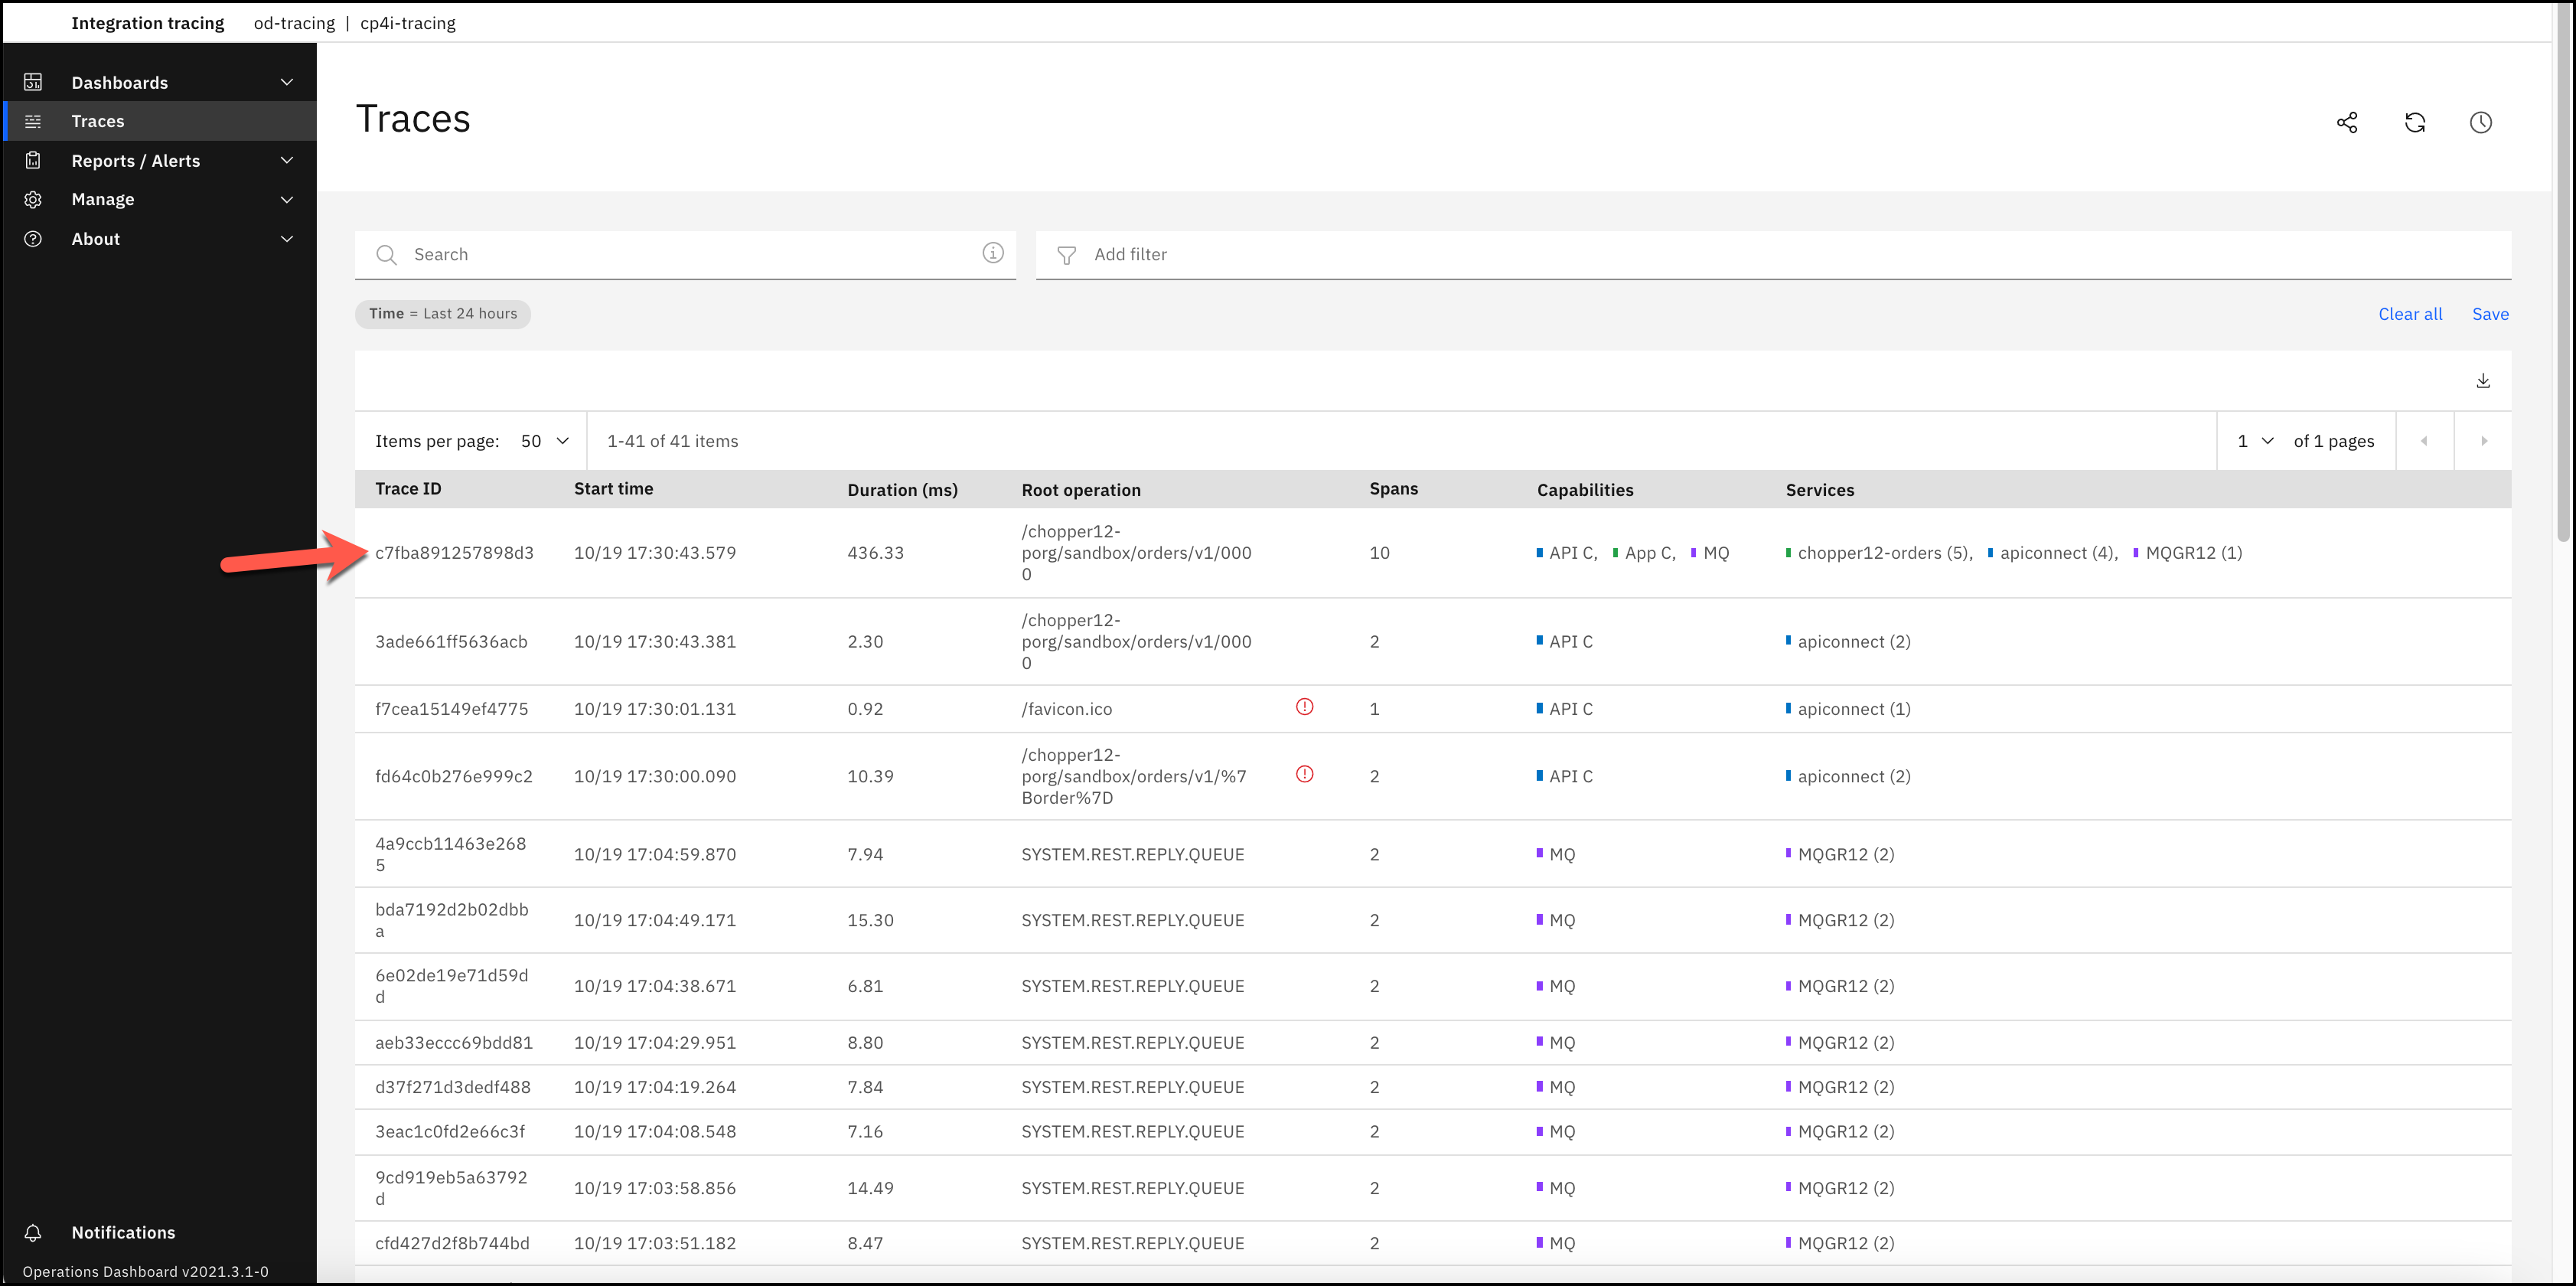 Integration tracing od-tracing | cp4i-tracing
Dashboards
Traces
Reports / Alerts
Manage
About
Notifications
Operations Dashboard v2021.3.1-0
Traces
Search
Add filter
Time = Last 24 hours
Clear all Save
Items per page: 50 1-41 of 41 items 1 of 1 pages
Trace ID Start time Duration (ms) Root operation Spans Capabilities Services
c7fba891257898d3 10/19 17:30:43.579 436.33 /chopper12-
porg/sandbox/orders/v1/000
0 10 API C, App C, MQ chopper12-orders (5), apiconnect (4), MQGR12 (1)
3ade661ff5636acb 10/19 17:30:43.381 2.30 /chopper12-
porg/sandbox/orders/v1/000
0 2 API C apiconnect (2)
f7cea15149ef4775 10/19 17:30:01.131 0.92 /favicon.ico 1 API C apiconnect (1)
fd64c0b276e999c2 10/19 17:30:00.090 10.39 /chopper12-
porg/sandbox/orders/v1/%7
Border%7D 2 API C apiconnect (2)
4a9ccb11463e268
5 10/19 17:04:59.870 7.94 SYSTEM.REST.REPLY.QUEUE 2 MQ MQGR12 (2)
bda7192d2b02dbb
a 10/19 17:04:49.171 15.30 SYSTEM.REST.REPLY.QUEUE 2 MQ MQGR12 (2)
6e02de19e71d59d
d 10/19 17:04:38.671 6.81 SYSTEM.REST.REPLY.QUEUE 2 MQ MQGR12 (2)
aeb33eccc69bdd81 10/19 17:04:29.951 8.80 SYSTEM.REST.REPLY.QUEUE 2 MQ MQGR12 (2)
d37f271d3dedf488 10/19 17:04:19.264 7.84 SYSTEM.REST.REPLY.QUEUE 2 MQ MQGR12 (2)
3eac1c0fd2e66c3f 10/19 17:04:08.548 7.16 SYSTEM.REST.REPLY.QUEUE 2 MQ MQGR12 (2)
9cd919eb5a63792
d 10/19 17:03:58.856 14.49 SYSTEM.REST.REPLY.QUEUE 2 MQ MQGR12 (2)
cfd427d2f8b744bd 10/19 17:03:51.182 8.47 SYSTEM.REST.REPLY.QUEUE 2 MQ MQGR12 (2)